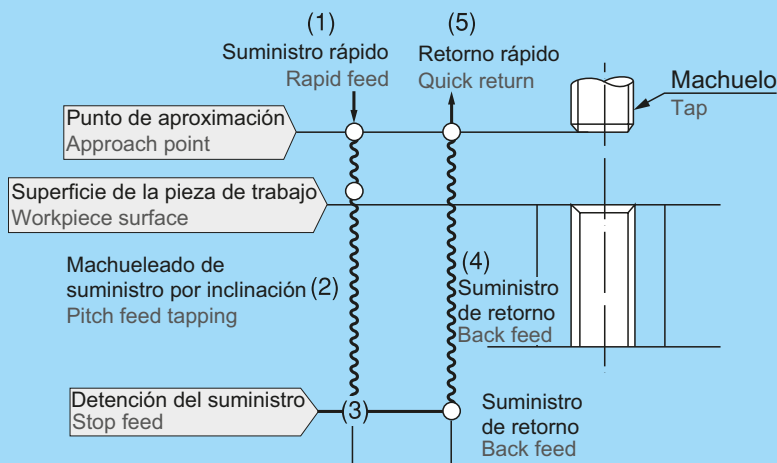 (1)
Suministro rápido
Rapid feed
(5)
Retorno rápido
Quick return
Machuelo
Tap
Punto de aproximación
Approach point
Superficie de la pieza de trabajo
Workpiece surface
Machueleado de
suministro por inclinación (2)
Pitch feed tapping
(4)
Suministro
de retorno
Back feed
Detención del suministro
Stop feed
(3)
Suministro
de retorno
Back feed